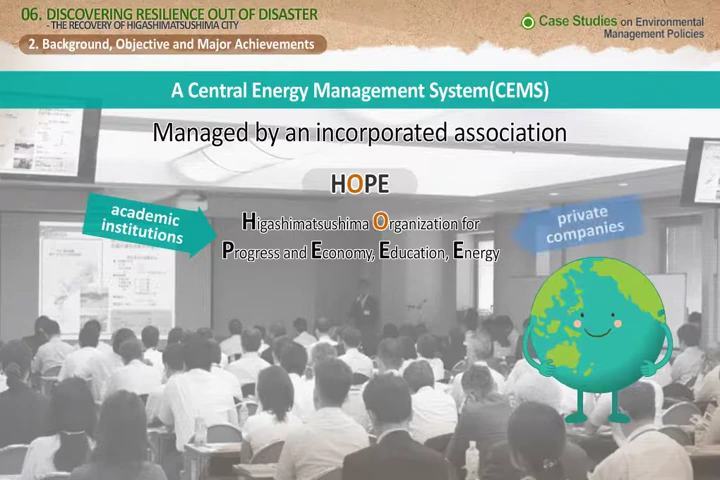 06. DISCOVERING RESILIENCE OUT OF DISASTER
- THE RECOVERY OF HIGASHIMATSUSHIMA CITY
Case Studies on Environmental
Management Policies
2. Background, Objective and Major Achievements
A Central Energy Management System(CEMS)
Managed by an incorporated association
HOPE
academic
institutions
Higashimatsushima Organization for
Progress and Economy, Education, Energy
private
companies